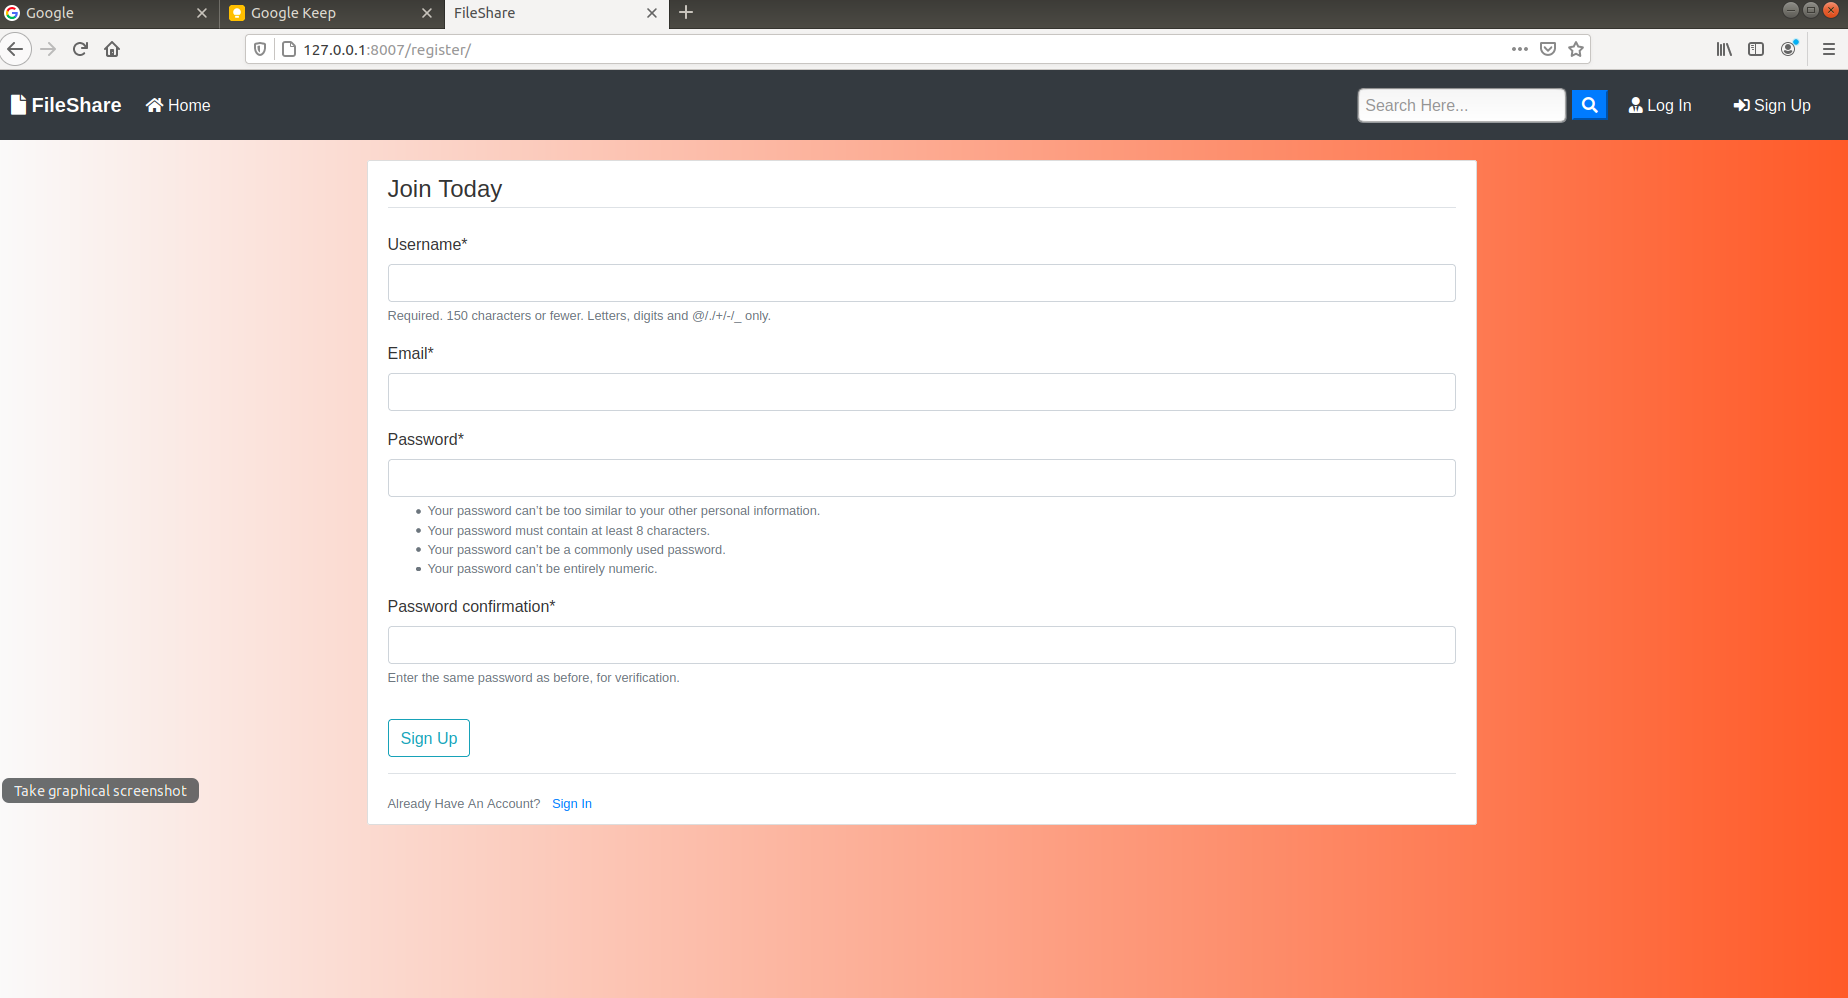 Google
Google Keep
FileShare
127.0.0.1:8007/register/
FileShare
Home
Search Here...
Log In
Sign Up
Join Today
Username*
Required. 150 characters or fewer. Letters, digits and @/./+/-/_ only.
Email*
Password*
Your password can’t be too similar to your other personal information.
Your password must contain at least 8 characters.
Your password can’t be a commonly used password.
Your password can’t be entirely numeric.
Password confirmation*
Enter the same password as before, for verification.
Sign Up
Take graphical screenshot
Already Have An Account? Sign In